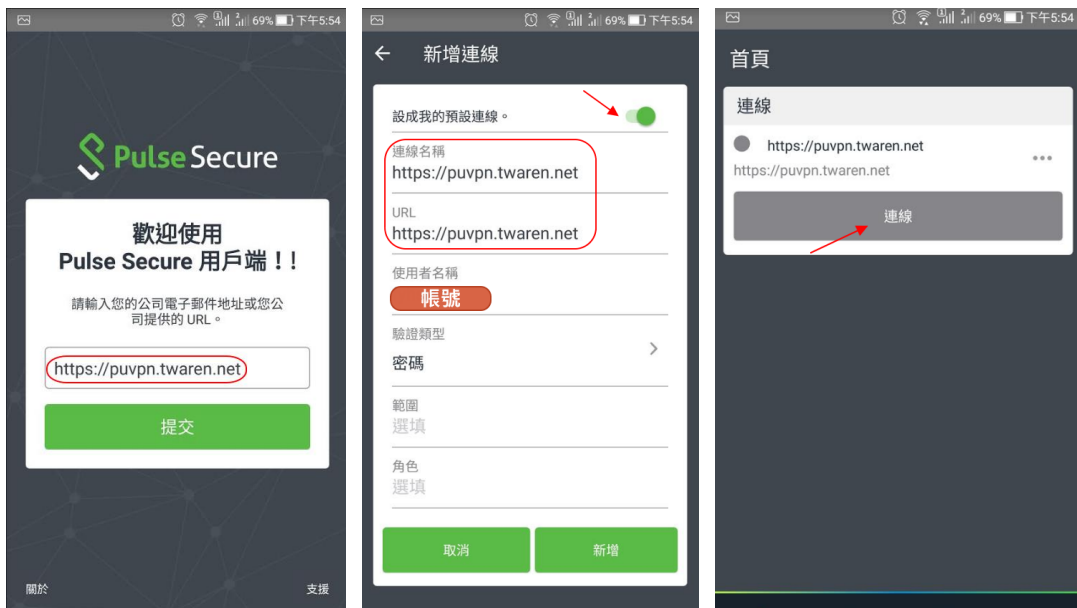 69% 下午5:54
Pulse Secure
歡迎使用
Pulse Secure 用戶端！!
請輸入您的公司電子郵件地址或您公
司提供的 URL。
https://puvpn.twaren.net
提交
關於
支援
69% 下午5:54
新增連線
設成我的預設連線。
連線名稱
https://puvpn.twaren.net
URL
https://puvpn.twaren.net
使用者名稱
帳號
驗證類型
密碼
範圍
選填
角色
選填
取消
新增
69% 下午5:54
首頁
連線
https://puvpn.twaren.net
https://puvpn.twaren.net
連線